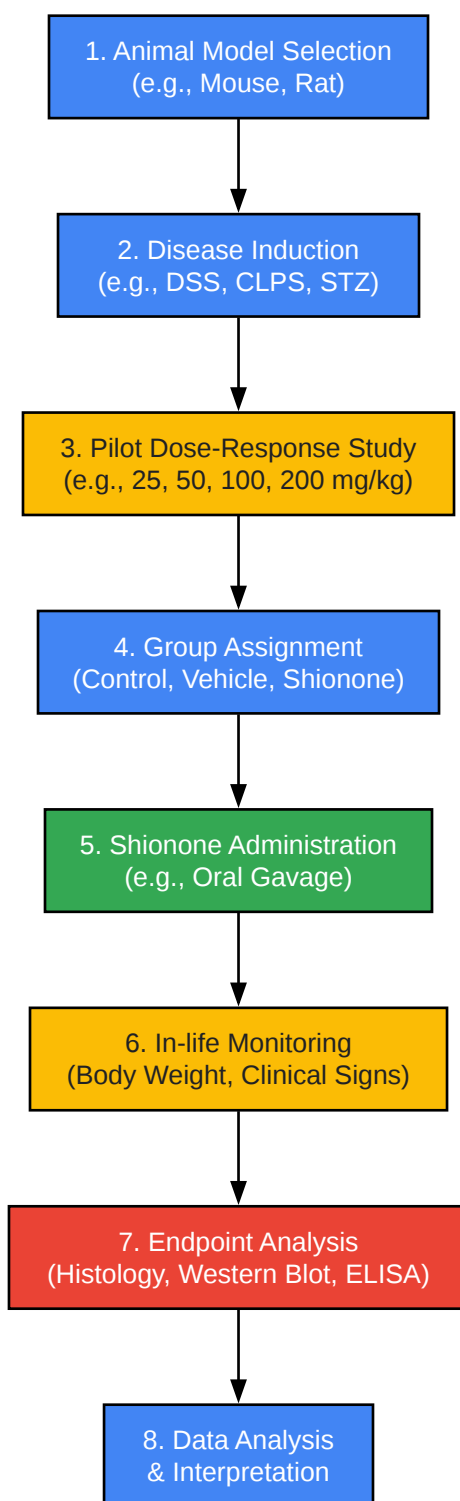 1. Animal Model Selection
(e.g., Mouse, Rat)
2. Disease Induction
(e.g., DSS, CLPS, STZ)
3. Pilot Dose-Response Study
(e.g., 25, 50, 100, 200 mg/kg)
4. Group Assignment
(Control, Vehicle, Shionone)
5. Shionone Administration
(e.g., Oral Gavage)
6. In-life Monitoring
(Body Weight, Clinical Signs)
7. Endpoint Analysis
(Histology, Western Blot, ELISA)
8. Data Analysis
& Interpretation